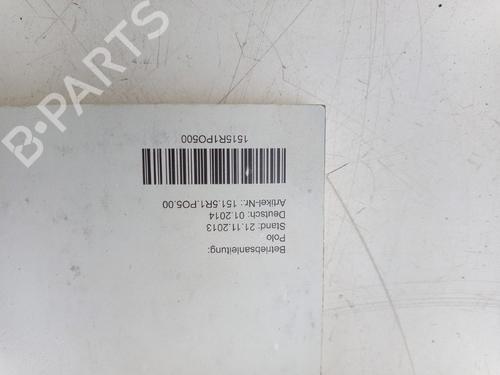 Betriebsanleitung:
Polo
Stand: 21.11.2013
Deutsch: 01.2014
Artikel-Nr.: 151.5R1.PO5.00
1515R1PO500
B-PARTS